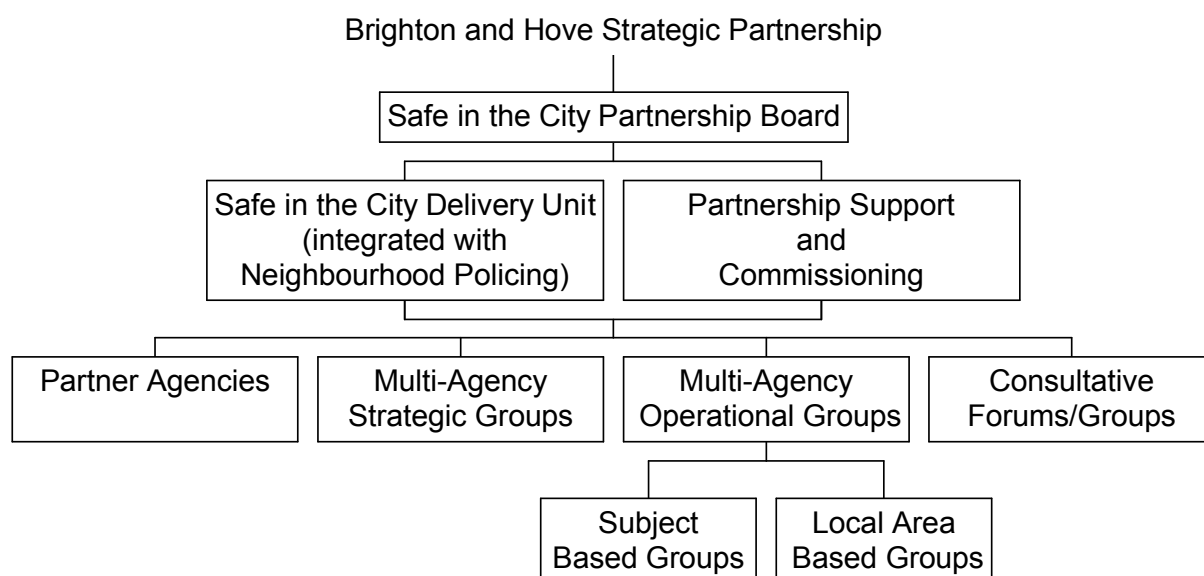 Brighton and Hove Strategic Partnership
Safe in the City Partnership Board
Safe in the City Delivery Unit
(integrated with
Neighbourhood Policing)
Partnership Support
and
Commissioning
Partner Agencies
Multi-Agency
Strategic Groups
Multi-Agency
Operational Groups
Consultative
Forums/Groups
Subject
Based Groups
Local Area
Based Groups